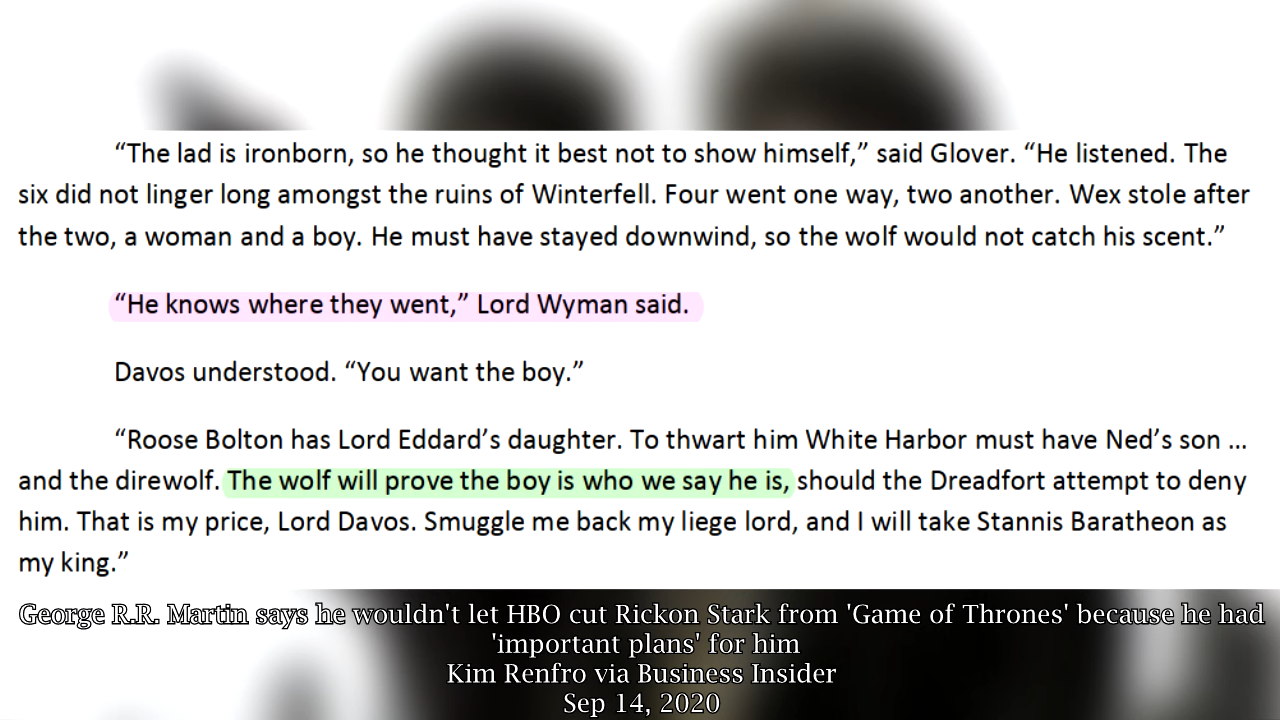 “The lad is ironborn, so he thought it best not to show himself,” said Glover. “He listened. The
six did not linger long amongst the ruins of Winterfell. Four went one way, two another. Wex stole after
the two, a woman and a boy. He must have stayed downwind, so the wolf would not catch his scent.”
“He knows where they went,” Lord Wyman said.
Davos understood. “You want the boy.”
“Roose Bolton has Lord Eddard’s daughter. To thwart him White Harbor must have Ned’s son ...
and the direwolf. The wolf will prove the boy is who we say he is, should the Dreadfort attempt to deny
him. That is my price, Lord Davos. Smuggle me back my liege lord, and I will take Stannis Baratheon as
my king.”
George R.R. Martin says he wouldn't let HBO cut Rickon Stark from 'Game of Thrones' because he had
'important plans' for him
Kim Renfro via Business Insider
Sep 14, 2020